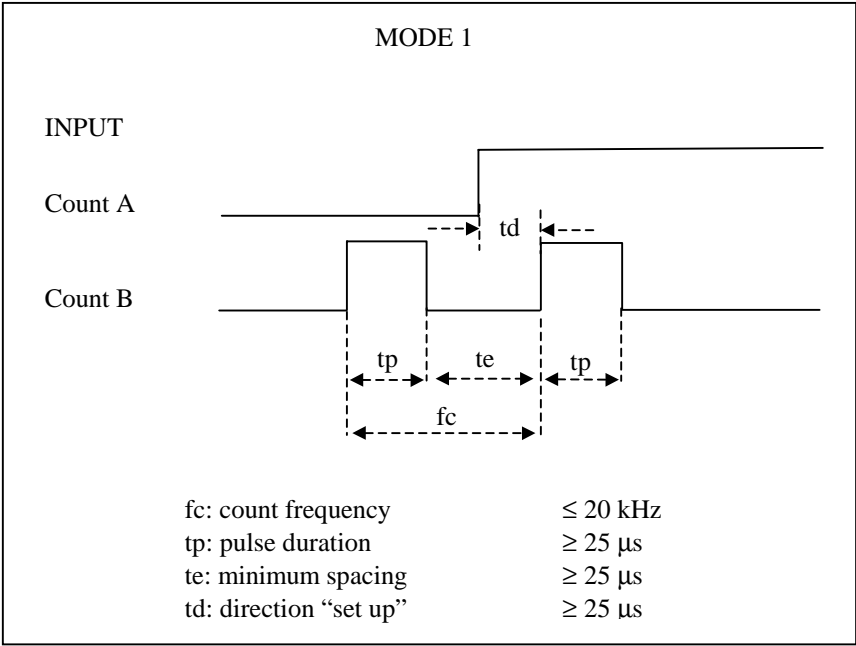 MODE 1
INPUT
Count A
td
Count B
tp te tp
fc
fc: count frequency ≤ 20 kHz
tp: pulse duration ≥ 25 μs
te: minimum spacing ≥ 25 μs
td: direction “set up” ≥ 25 μs